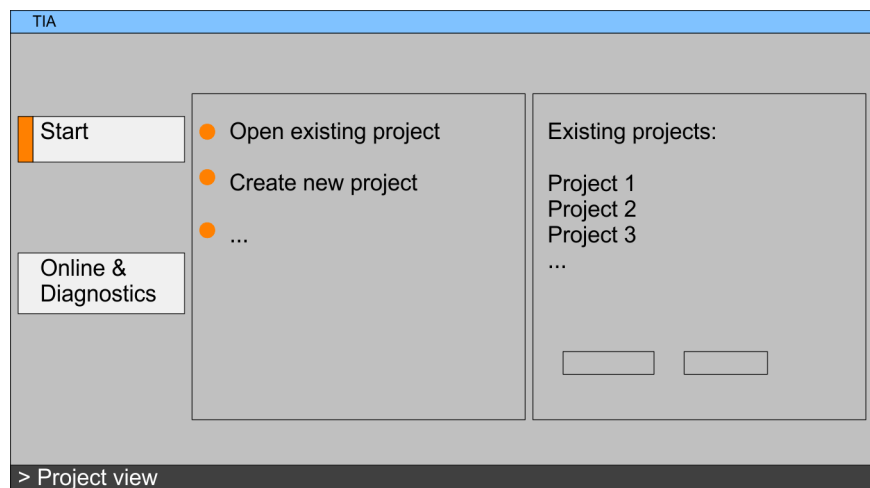 TIA
Start
Online &
Diagnostics
Open existing project
Create new project
...
Existing projects:
Project 1
Project 2
Project 3
...
> Project view